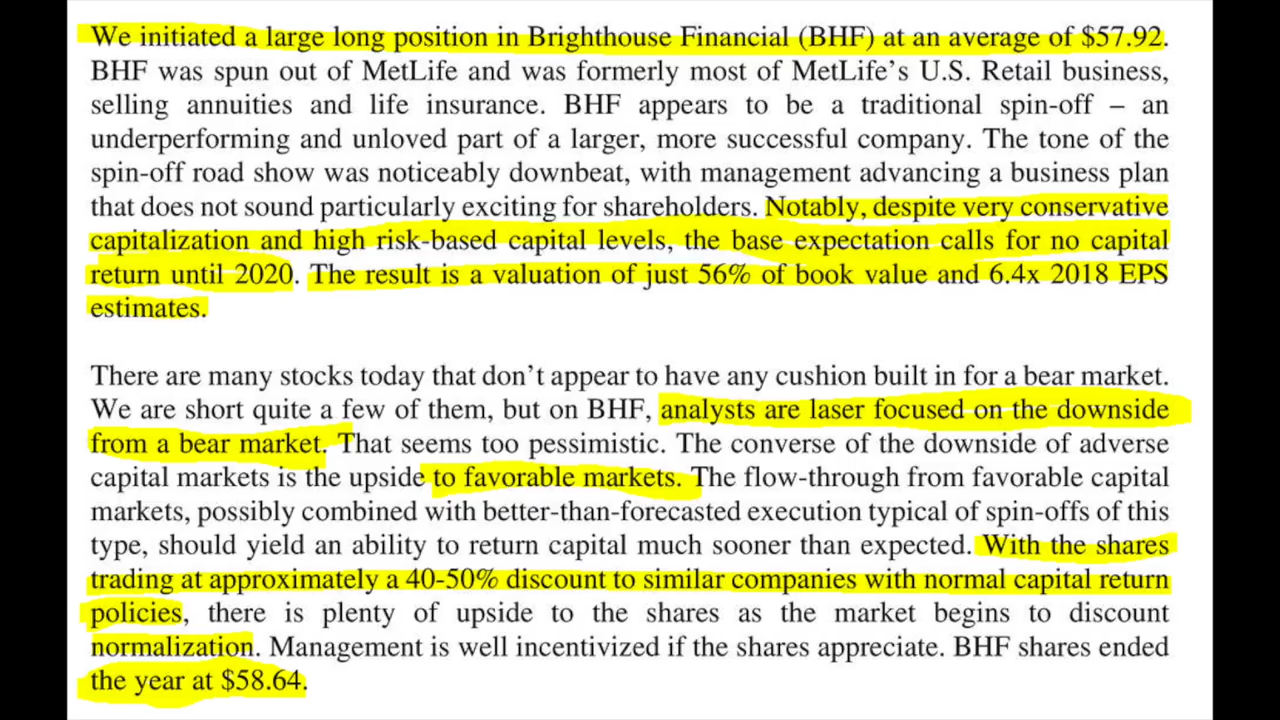 We initiated a large long position in Brighthouse Financial (BHF) at an average of $57.92.
BHF was spun out of MetLife and was formerly most of MetLife’s U.S. Retail business,
selling annuities and life insurance. BHF appears to be a traditional spin-off – an
underperforming and unloved part of a larger, more successful company. The tone of the
spin-off road show was noticeably downbeat, with management advancing a business plan
that does not sound particularly exciting for shareholders. Notably, despite very conservative
capitalization and high risk-based capital levels, the base expectation calls for no capital
return until 2020. The result is a valuation of just 56% of book value and 6.4x 2018 EPS
estimates.
There are many stocks today that don’t appear to have any cushion built in for a bear market.
We are short quite a few of them, but on BHF, analysts are laser focused on the downside
from a bear market. That seems too pessimistic. The converse of the downside of adverse
capital markets is the upside to favorable markets. The flow-through from favorable capital
markets, possibly combined with better-than-forecasted execution typical of spin-offs of this
type, should yield an ability to return capital much sooner than expected. With the shares
trading at approximately a 40-50% discount to similar companies with normal capital return
policies, there is plenty of upside to the shares as the market begins to discount
normalization. Management is well incentivized if the shares appreciate. BHF shares ended
the year at $58.64.